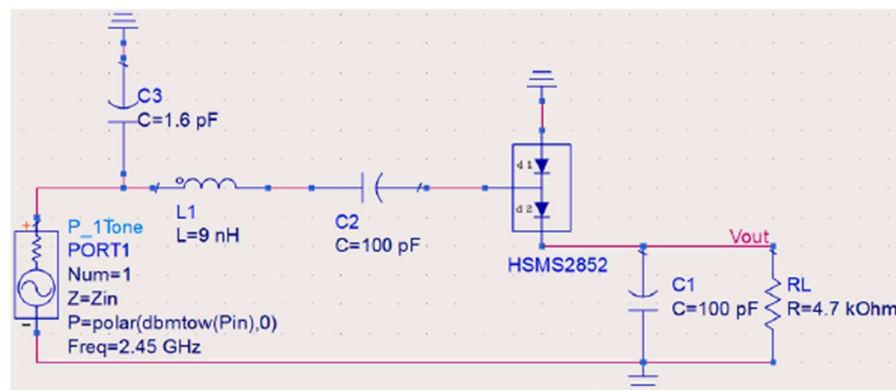 C3
C=1.6 pF
L1
L=9 nH
C2
C=100 pF
d1
d2
HSMS2852
+
P_1Tone
PORT1
Num=1
Z=Zin
P=polar(dbmtow(Pin),0)
Freq=2.45 GHz
-
Vout
C1
C=100 pF
RL
R=4.7 kOhm